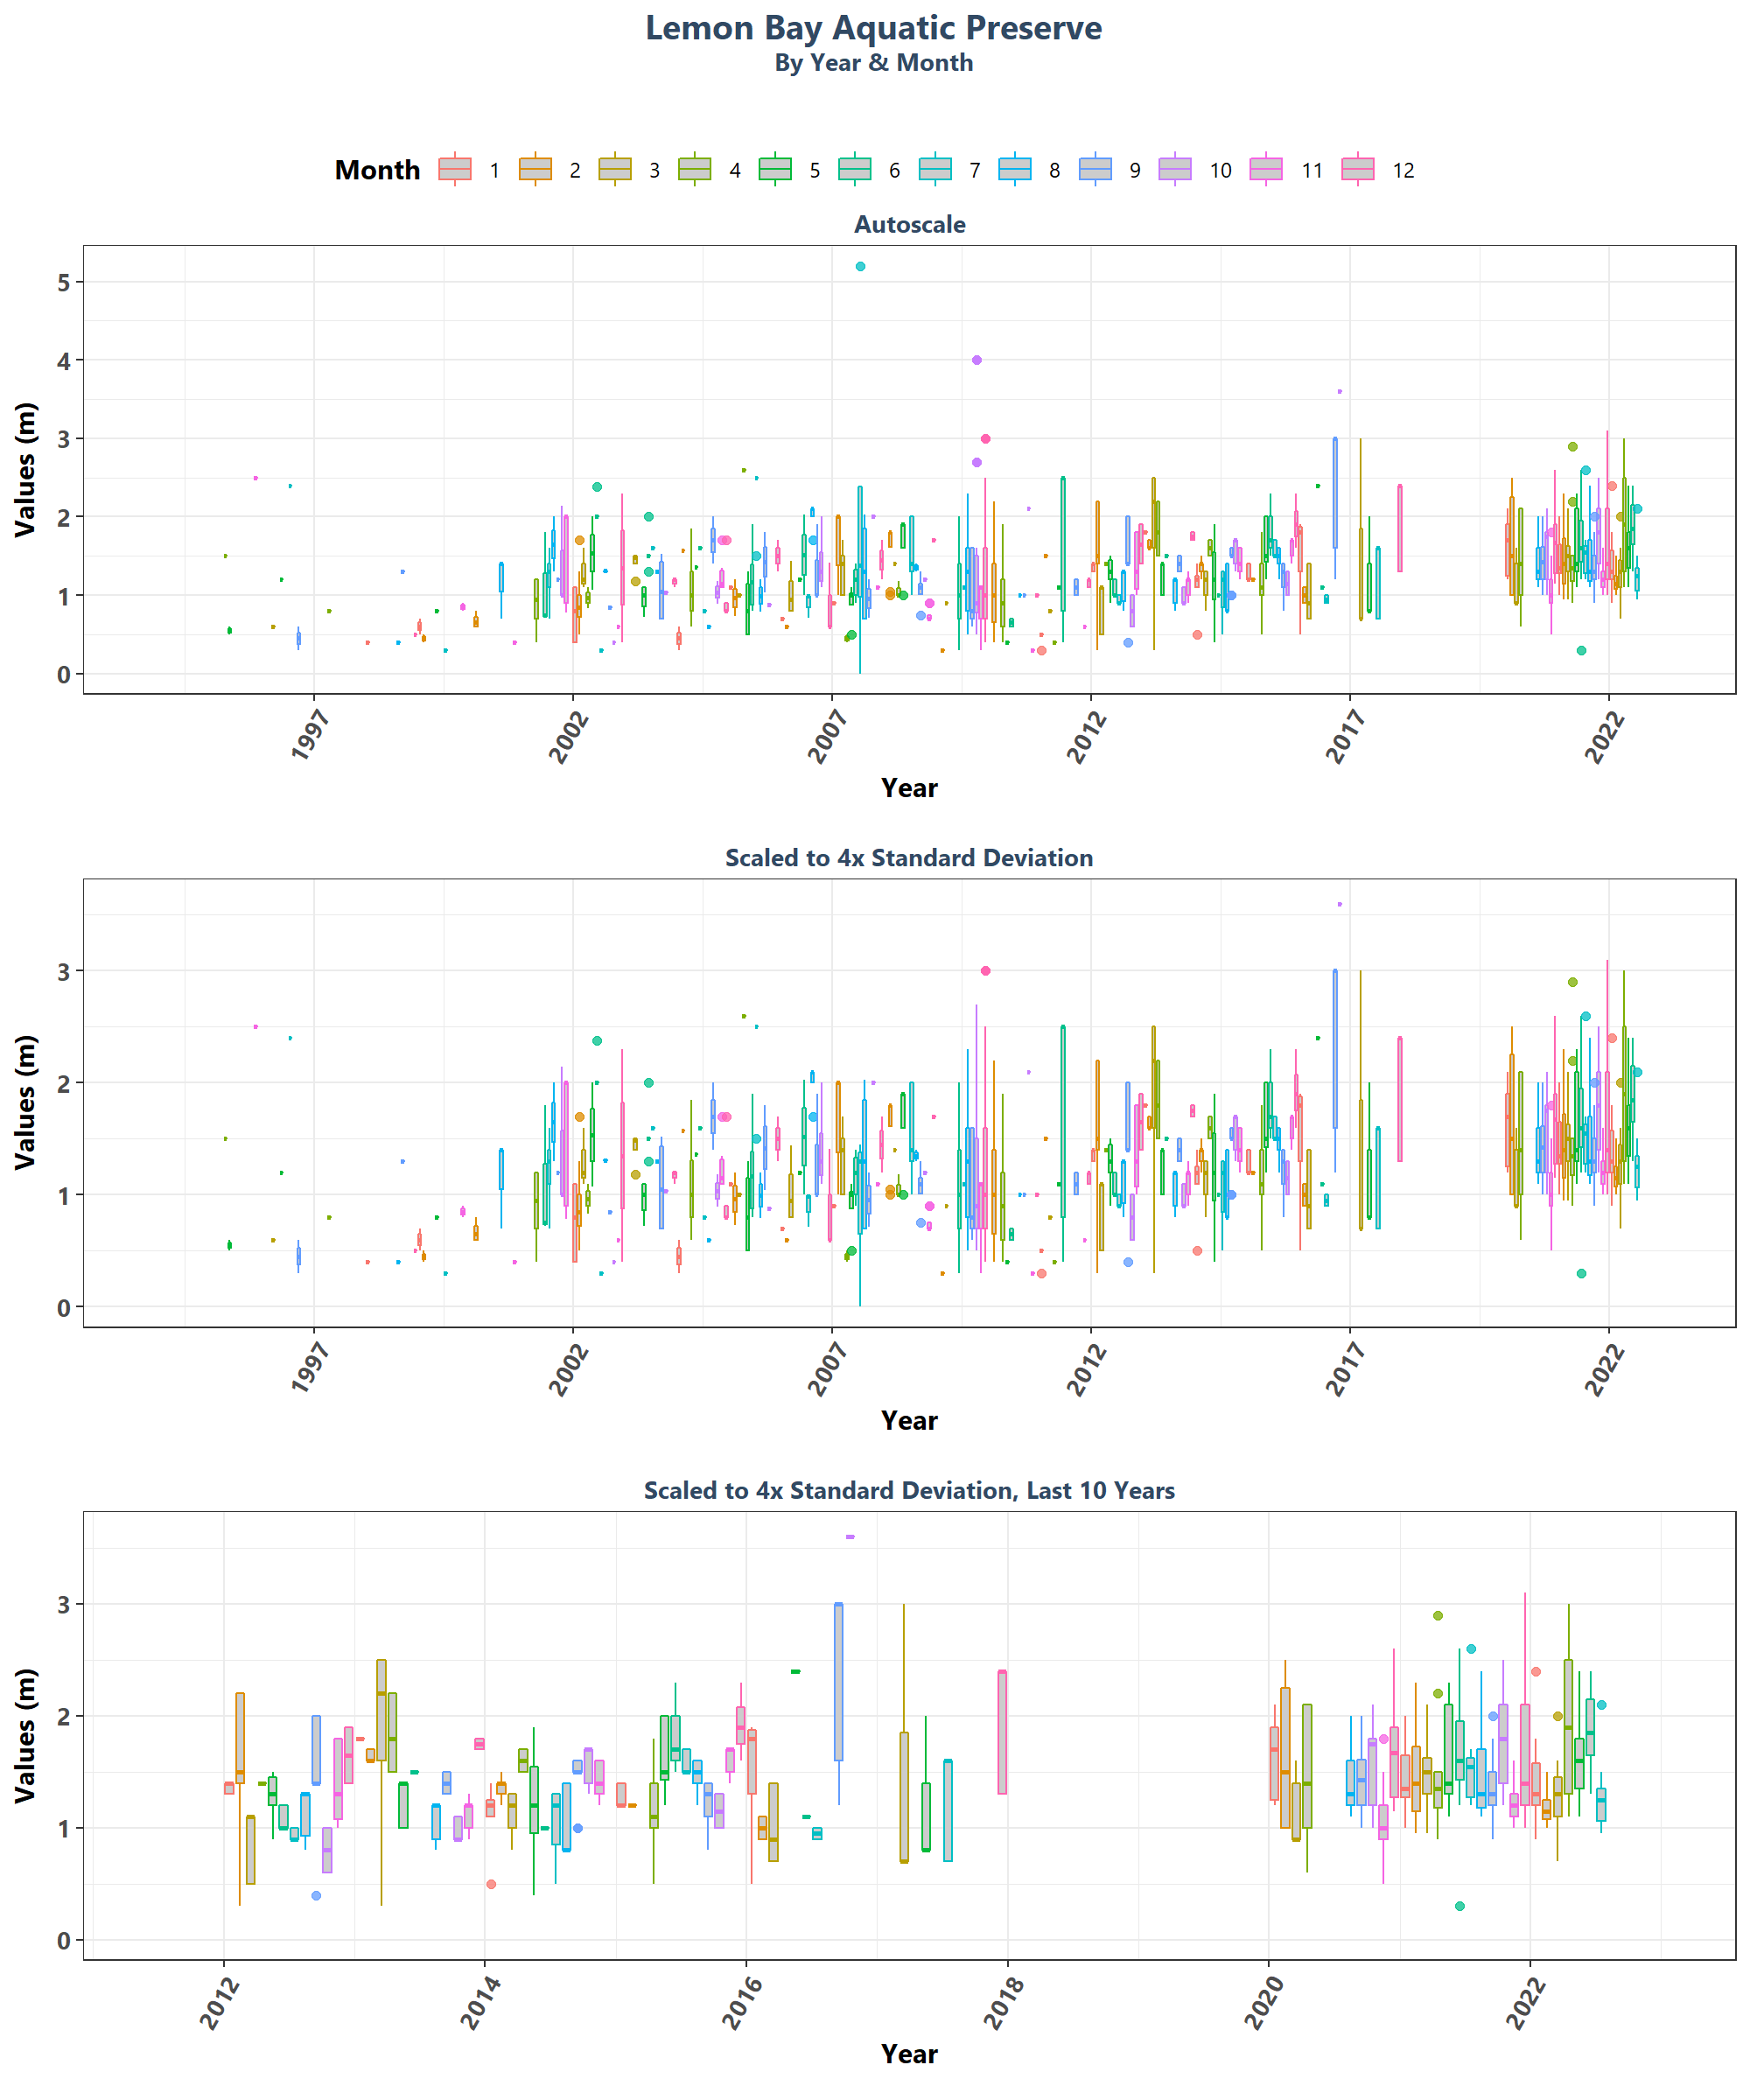 Lemon Bay Aquatic Preserve
By Year & Month
Month 1 2 3 4 5 6 7 8 9 10 11 12
Autoscale
5
4
3
2
1
0
Values (m)
1997 2002 2007 2012 2017 2022
Year
Scaled to 4x Standard Deviation
3
2
1
0
Values (m)
1997 2002 2007 2012 2017 2022
Year
Scaled to 4x Standard Deviation, Last 10 Years
3
2
1
0
Values (m)
2012 2014 2016 2018 2020 2022
Year